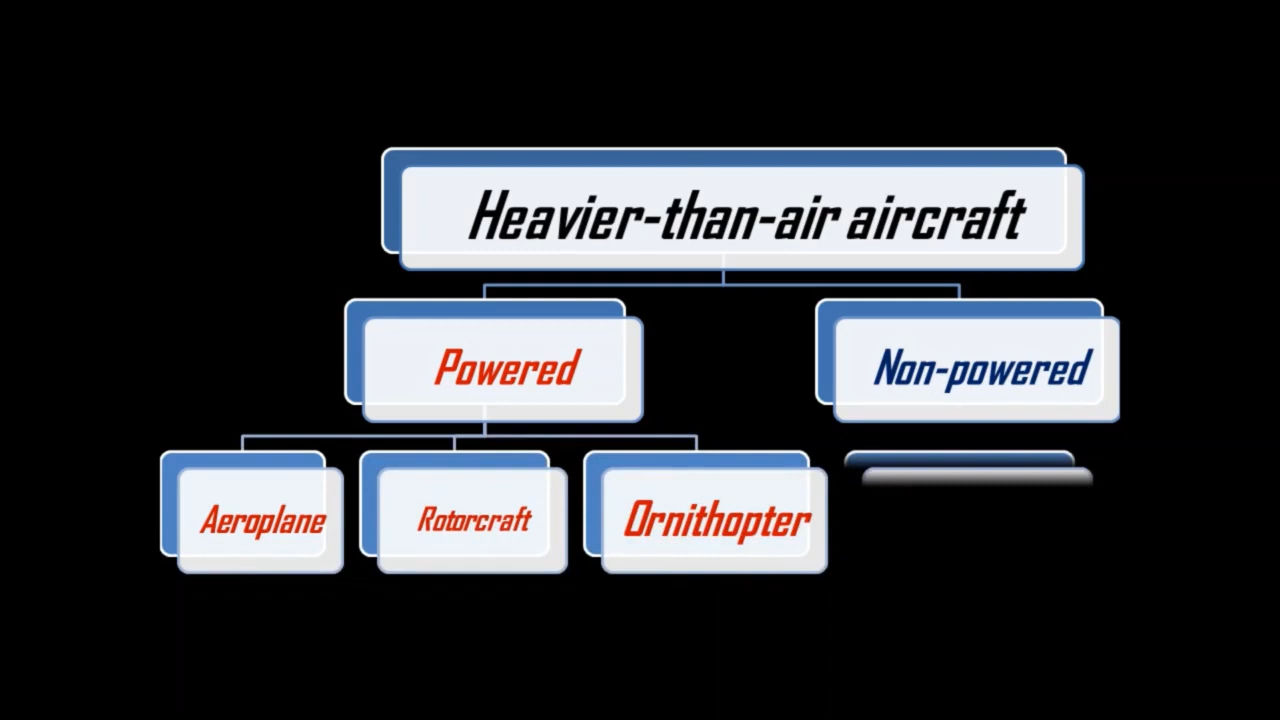 Heavier-than-air aircraft
Powered
Non-powered
Aeroplane
Rotorcraft
Ornithopter